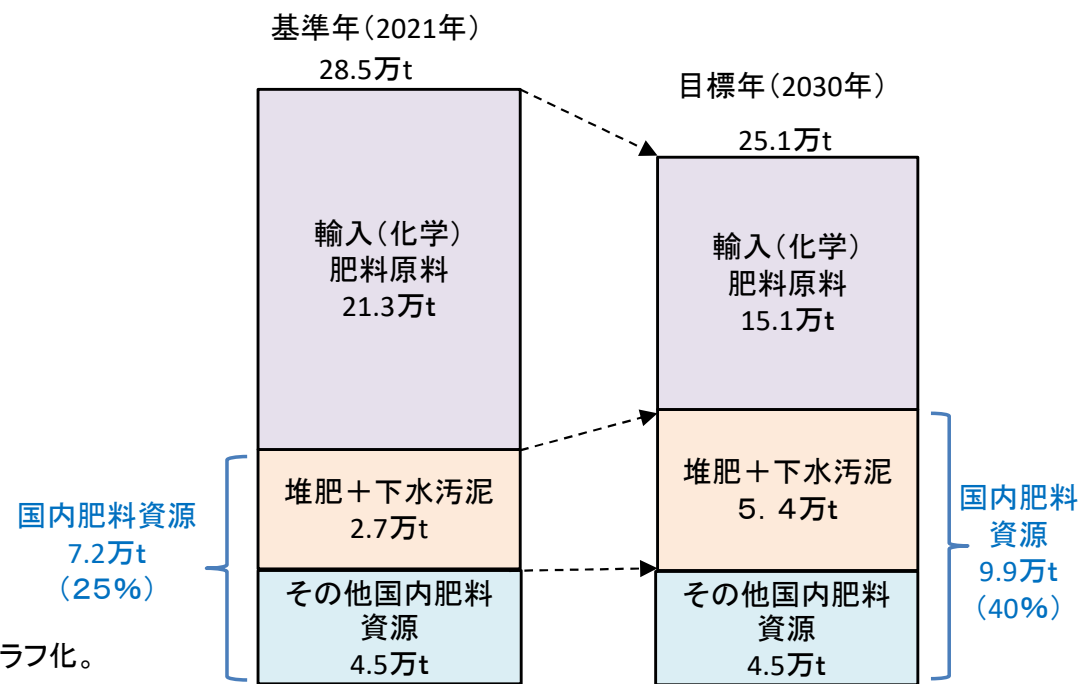 基準年（2021年）
28.5万t
輸入（化学）
肥料原料
21.3万t
堆肥＋下水汚泥
2.7万t
その他国内肥料
資源
4.5万t
国内肥料資源
7.2万t
（25%）
目標年（2030年）
25.1万t
輸入（化学）
肥料原料
15.1万t
堆肥＋下水汚泥
５．４万t
その他国内肥料
資源
4.5万t
国内肥料
資源
9.9万t
（40%）
ラフ化。